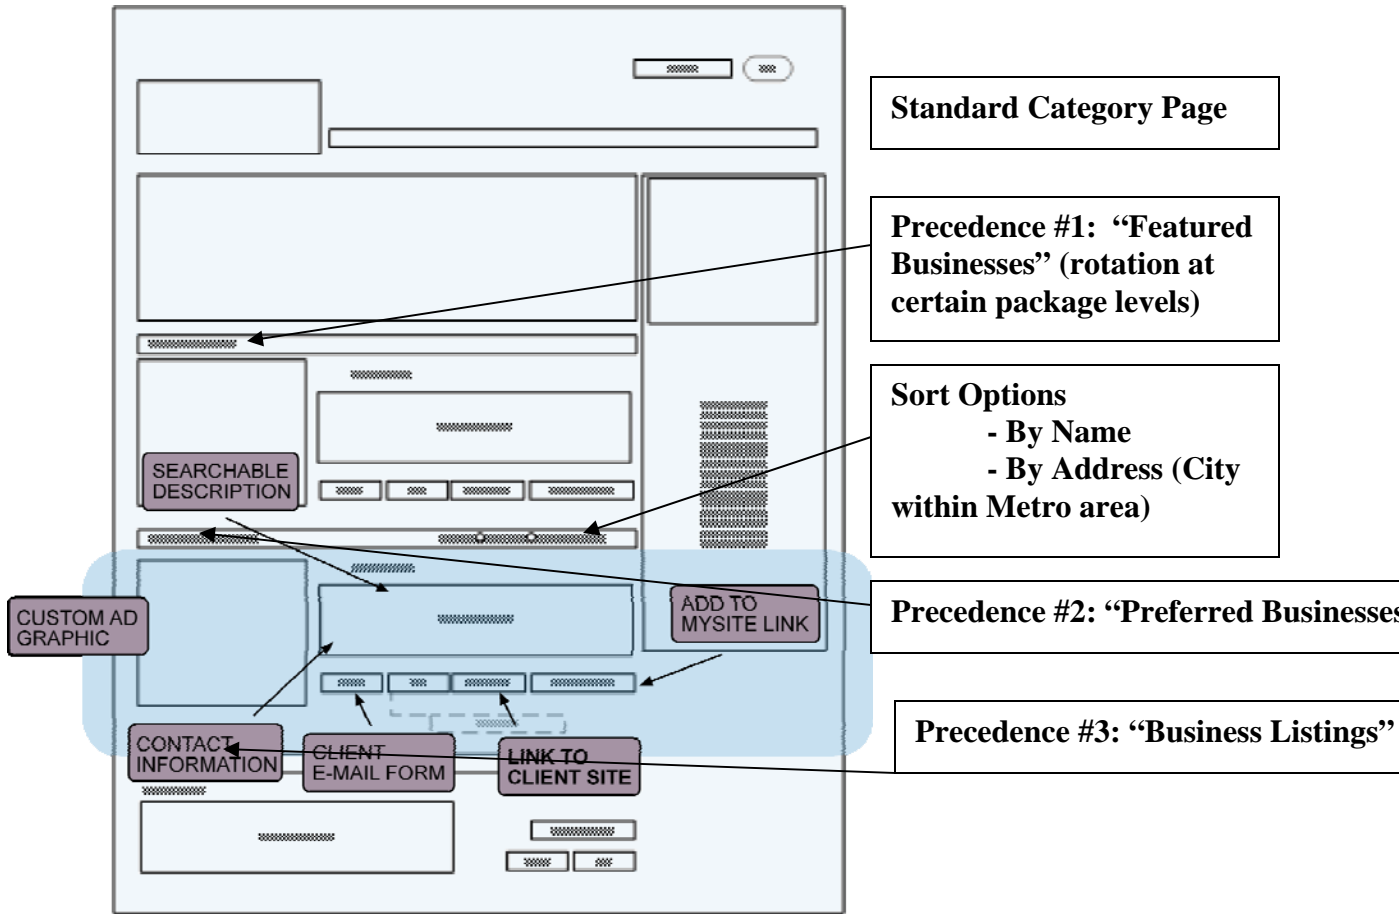 Standard Category Page
Precedence #1: “Featured
Businesses” (rotation at
certain package levels)
Sort Options
- By Name
- By Address (City
within Metro area)
SEARCHABLE
DESCRIPTION
CUSTOM AD
GRAPHIC
ADD TO
MYSITE LINK
Precedence #2: “Preferred Businesses
Precedence #3: “Business Listings”
CONTACT
INFORMATION
CLIENT
E-MAIL FORM
LINK TO
CLIENT SITE